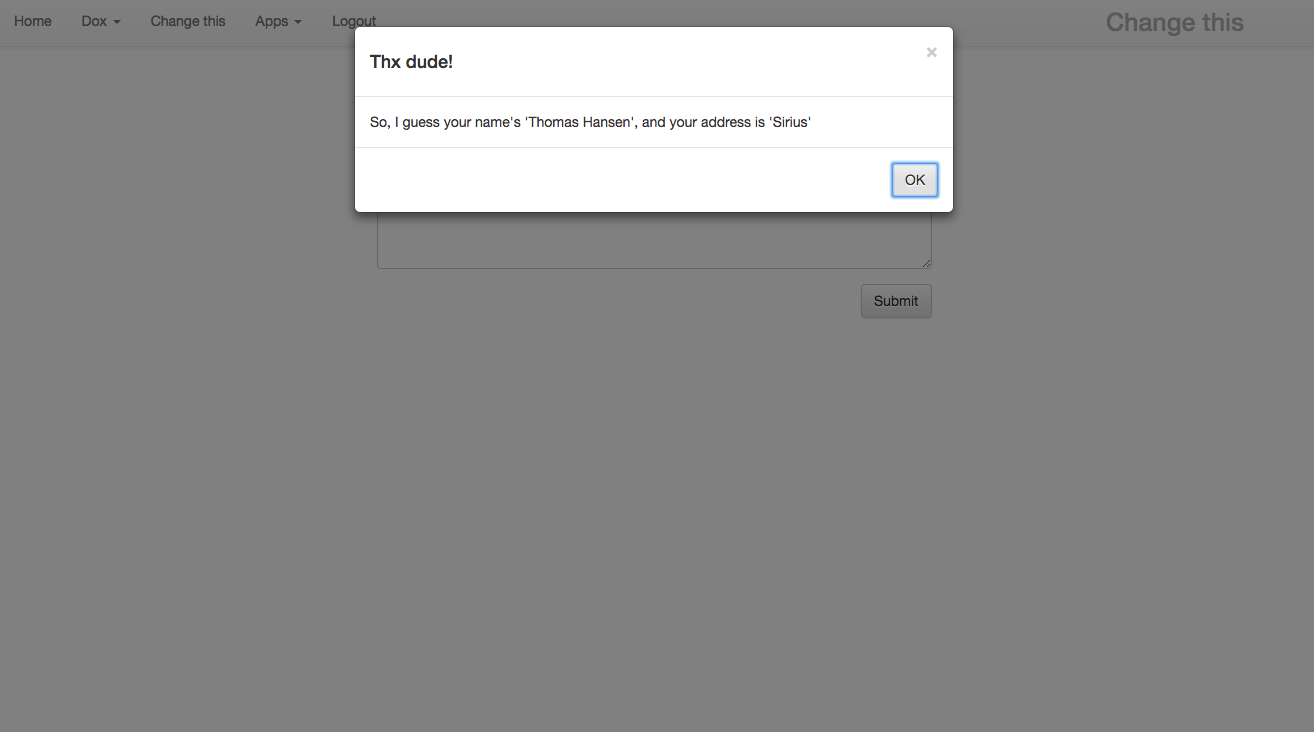 Home Dox Change this Apps Logout Change this
Thx dude!
×
So, I guess your name's 'Thomas Hansen', and your address is 'Sirius'
OK
Submit